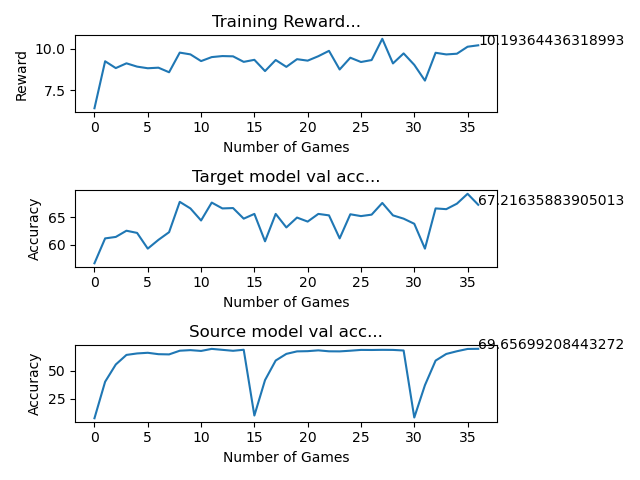 Training Reward...
10.19364436318993
10.0
7.5
Reward
0 5 10 15 20 25 30 35
Number of Games
Target model val acc...
67.21635883905013
65
60
Accuracy
0 5 10 15 20 25 30 35
Number of Games
Source model val acc...
69.65699208443272
50
25
Accuracy
0 5 10 15 20 25 30 35
Number of Games